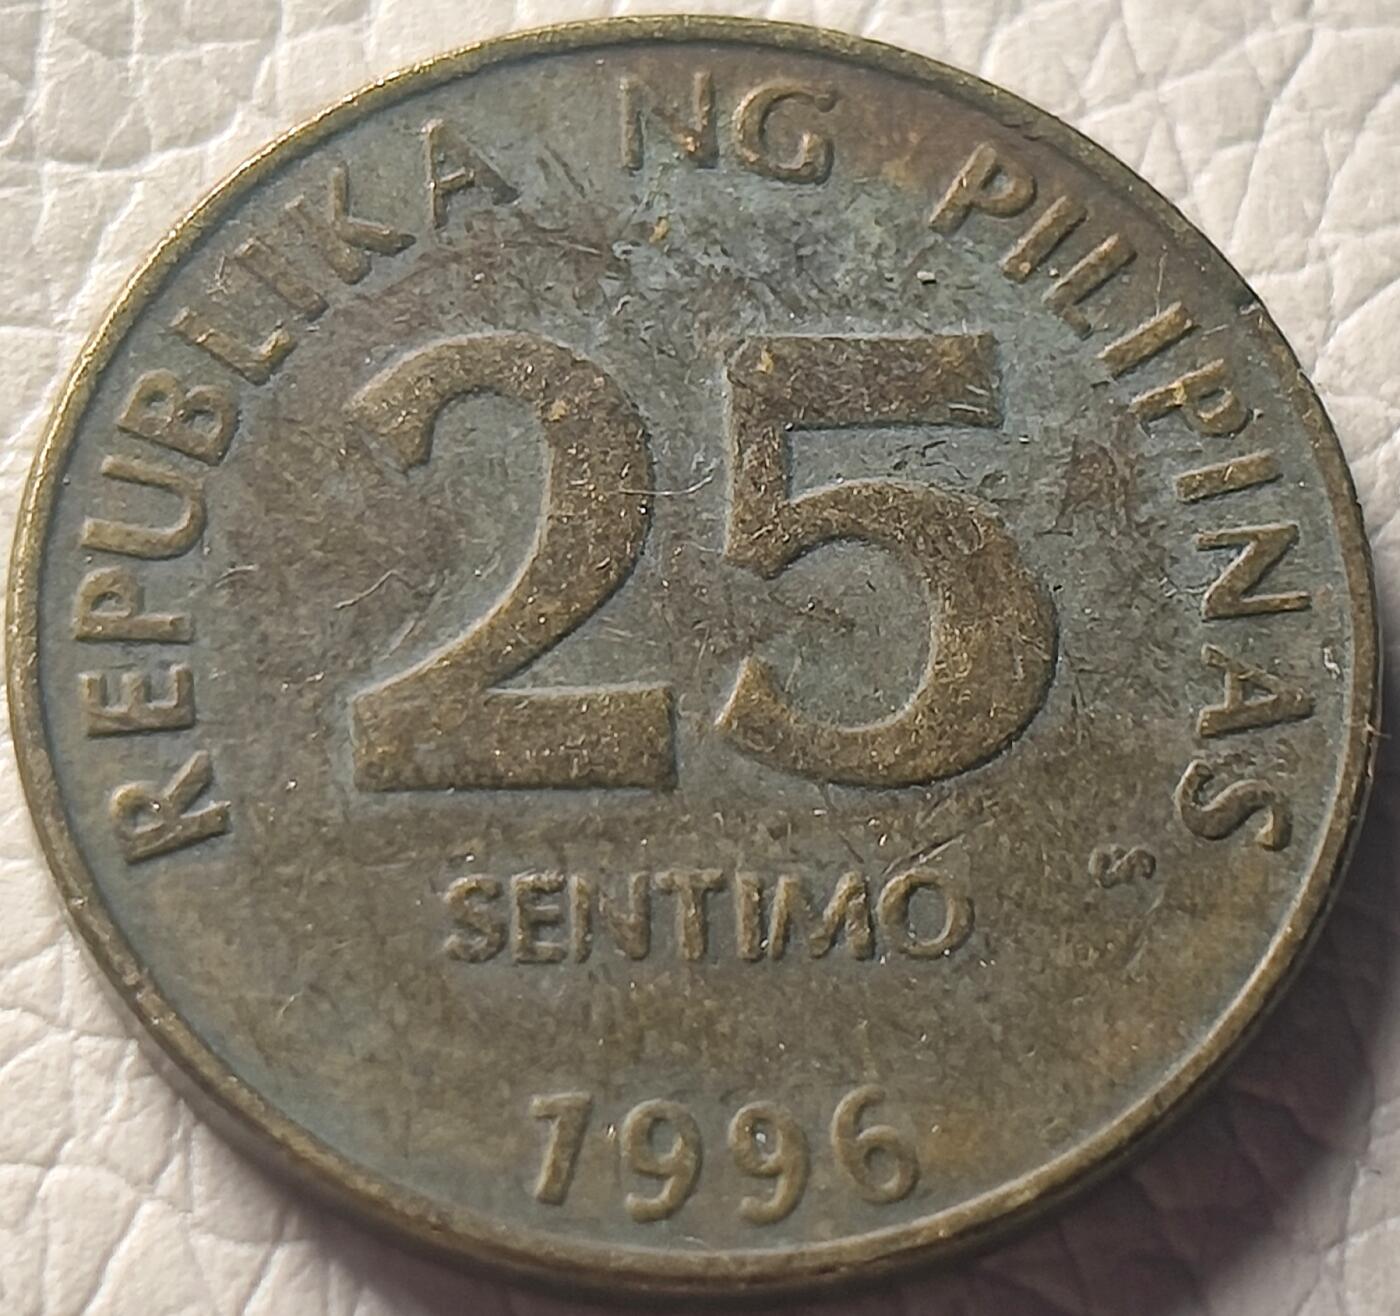 REPUBLIKA NG PILIPINAS
25
SENTIMO
S
1996